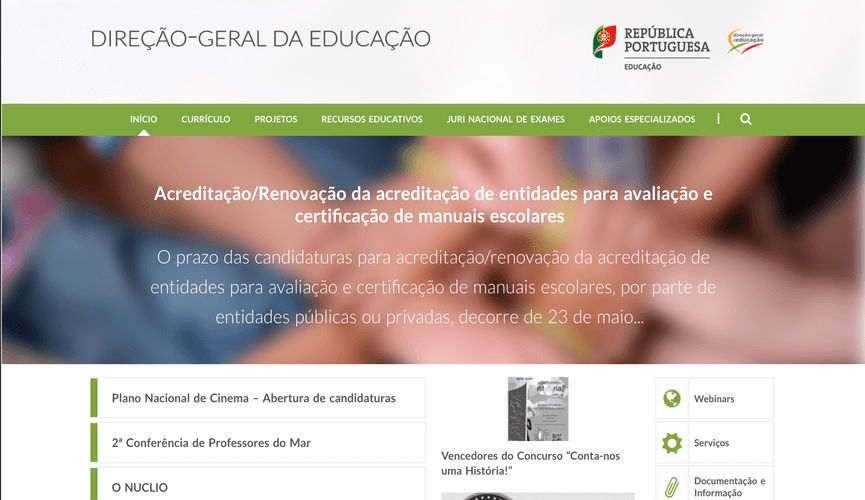 DIREÇÃO-GERAL DA EDUCAÇÃO
REPÚBLICA
PORTUGUESA
EDUCAÇÃO
direção-geral
educação
INÍCIO CURRÍCULO PROJETOS RECURSOS EDUCATIVOS JURI NACIONAL DE EXAMES APOIOS ESPECIALIZADOS
Acreditação/Renovação da acreditação de entidades para avaliação e
certificação de manuais escolares
O prazo das candidaturas para acreditação/renovação da acreditação de
entidades para avaliação e certificação de manuais escolares, por parte de
entidades públicas ou privadas, decorre de 23 de maio...
Plano Nacional de Cinema – Abertura de candidaturas
2ª Conferência de Professores do Mar
O NUCLIO
Vencedores do Concurso “Conta-nos
uma História!”
Webinars
Serviços
Documentação e
Informação